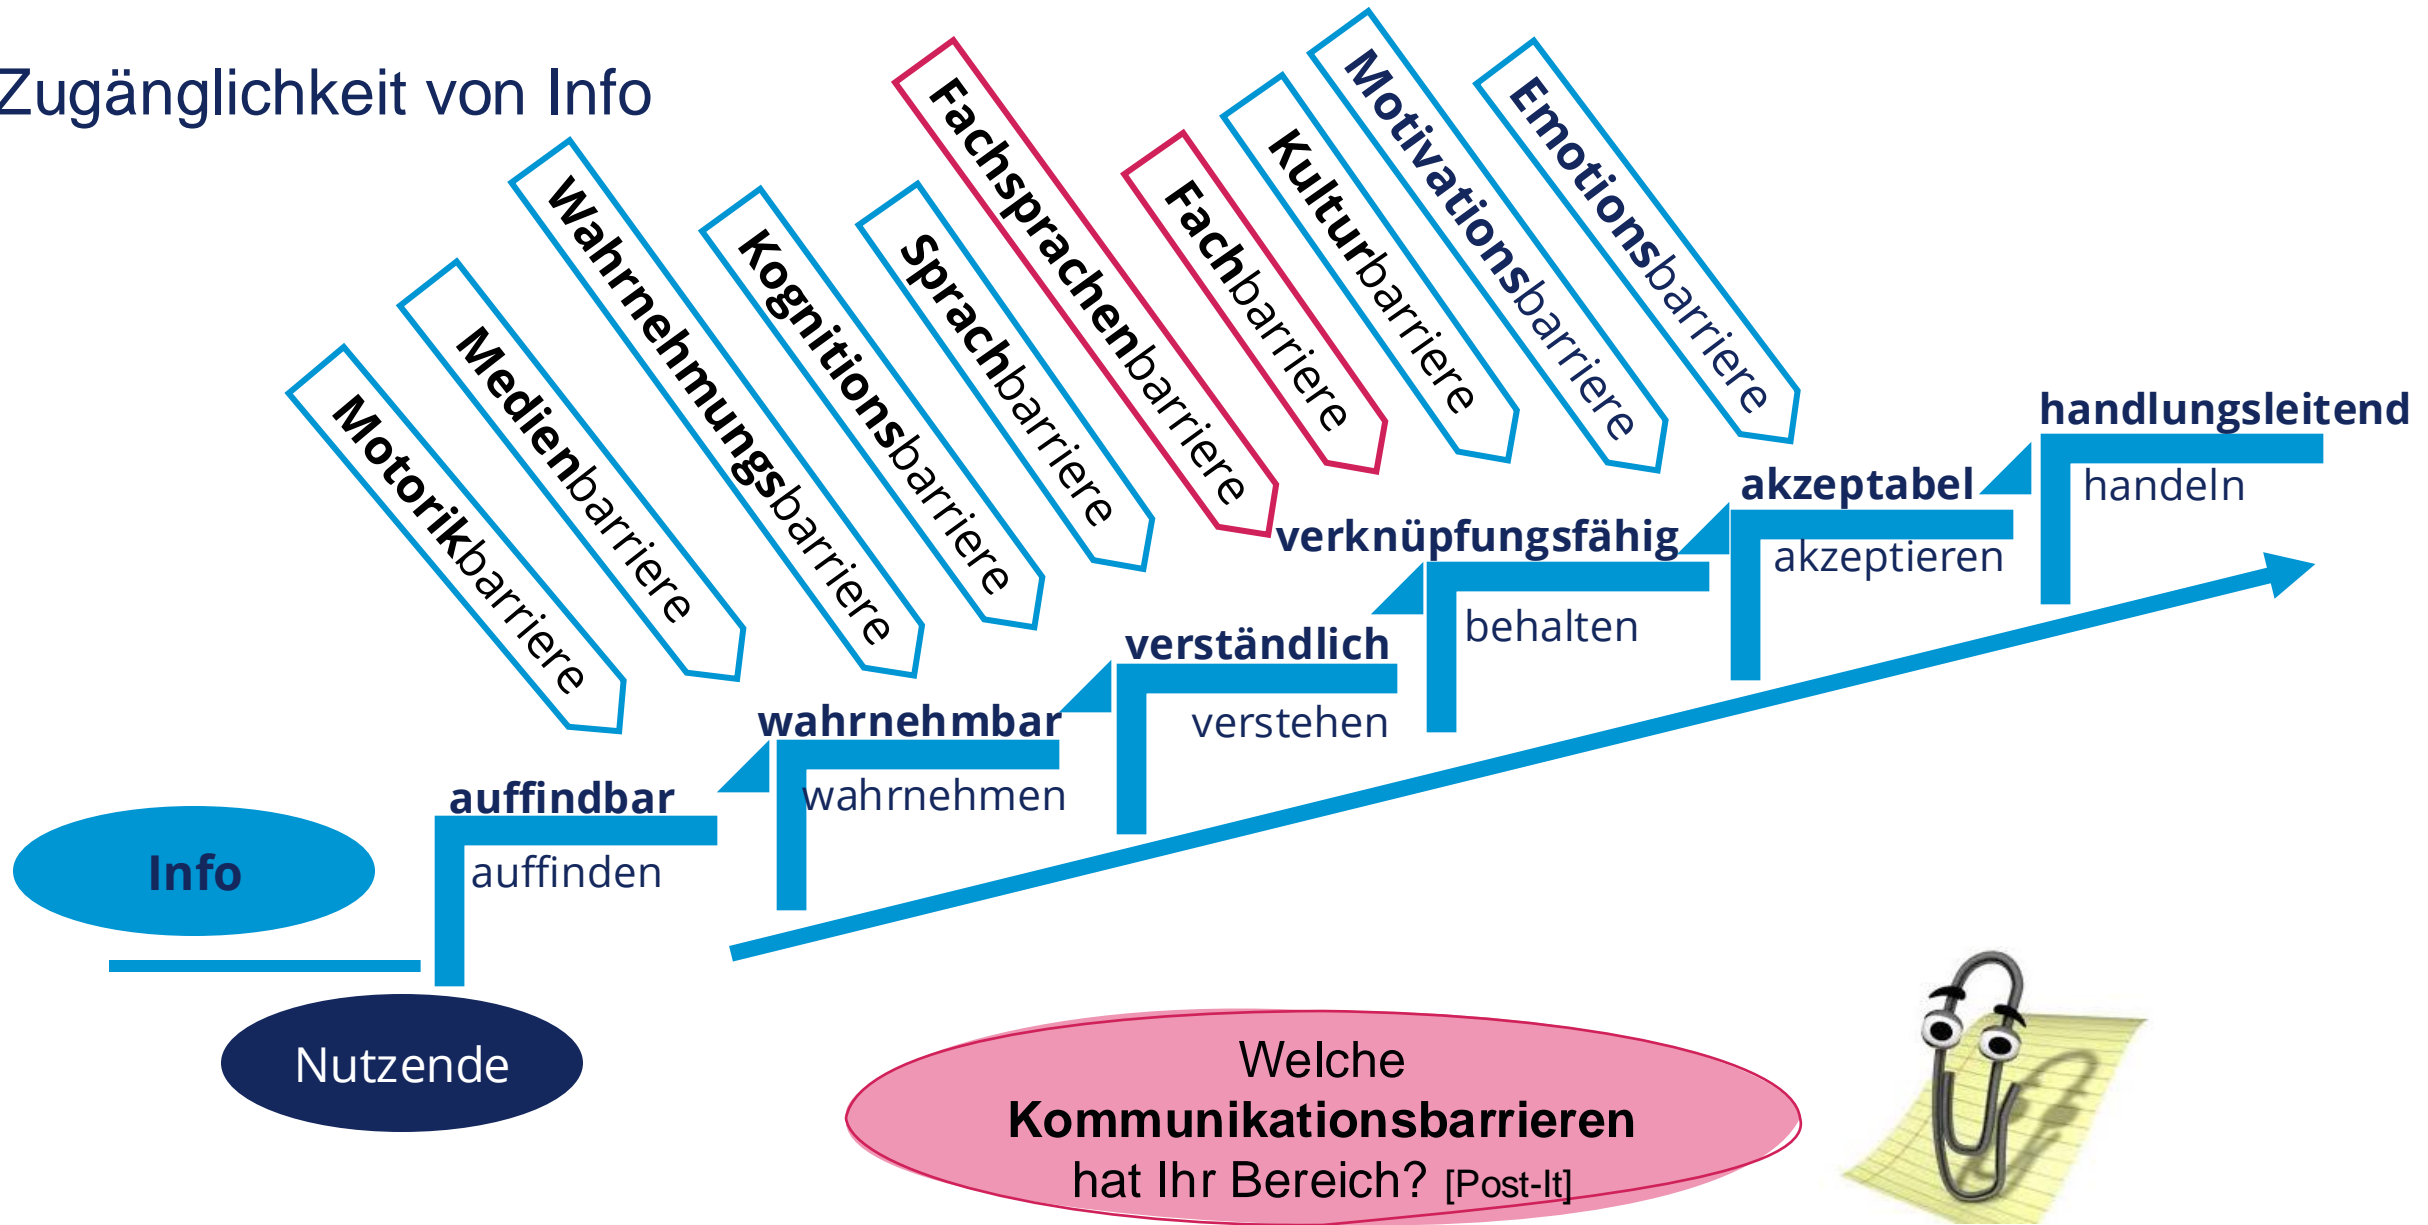 Zugänglichkeit von Info
Motorikbarriere
Medienbarriere
Wahrnehmungsbarriere
Kognitionsbarriere
Sprachbarriere
Fachsprachenbarriere
Fachbarriere
Kulturbarriere
Motivationsbarriere
Emotionsbarriere
Info
Nutzende
auffindbar
auffinden
wahrnehmbar
wahrnehmen
verständlich
verstehen
verknüpfungsfähig
behalten
akzeptabel
akzeptieren
handlungsleitend
handeln
Welche
Kommunikationsbarrieren
hat Ihr Bereich? [Post-It]